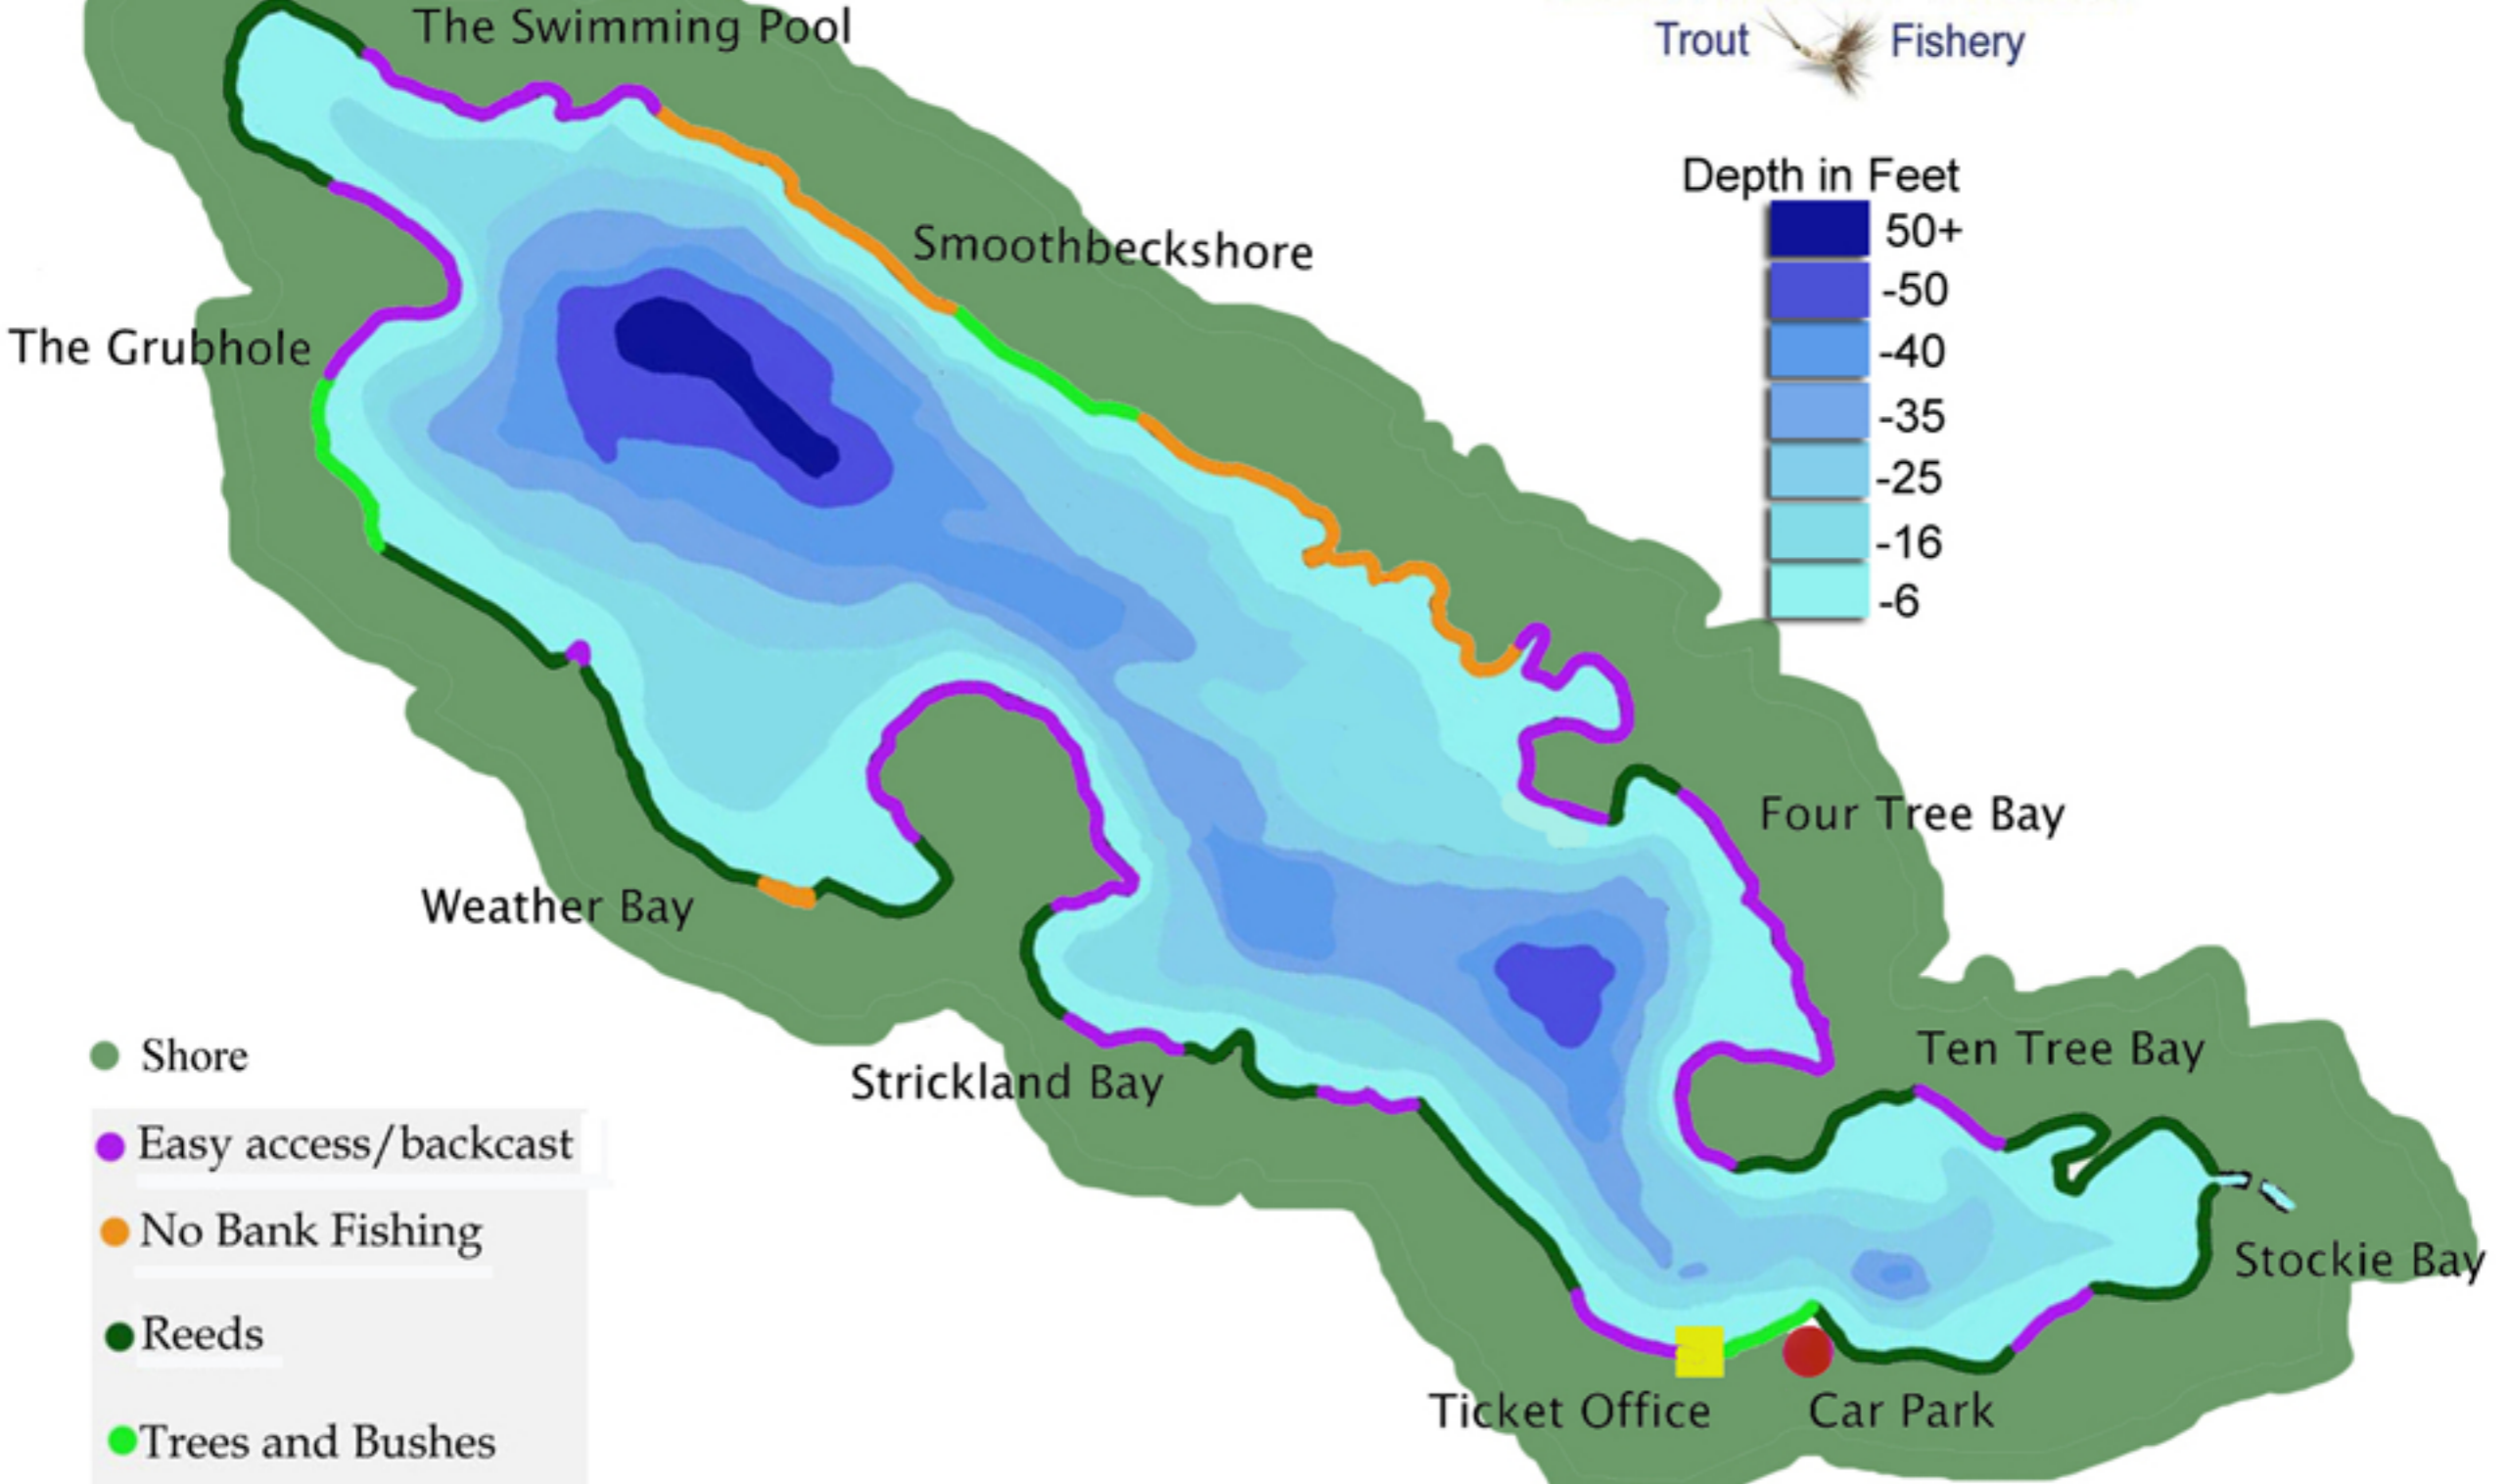 The Swimming Pool
Trout Fishery
Depth in Feet
50+
-50
-40
-35
-25
-16
-6
Smoothbeckshore
The Grubhole
Four Tree Bay
Weather Bay
Ten Tree Bay
Strickland Bay
Stockie Bay
Ticket Office
Car Park
Shore
Easy access/backcast
No Bank Fishing
Reeds
Trees and Bushes